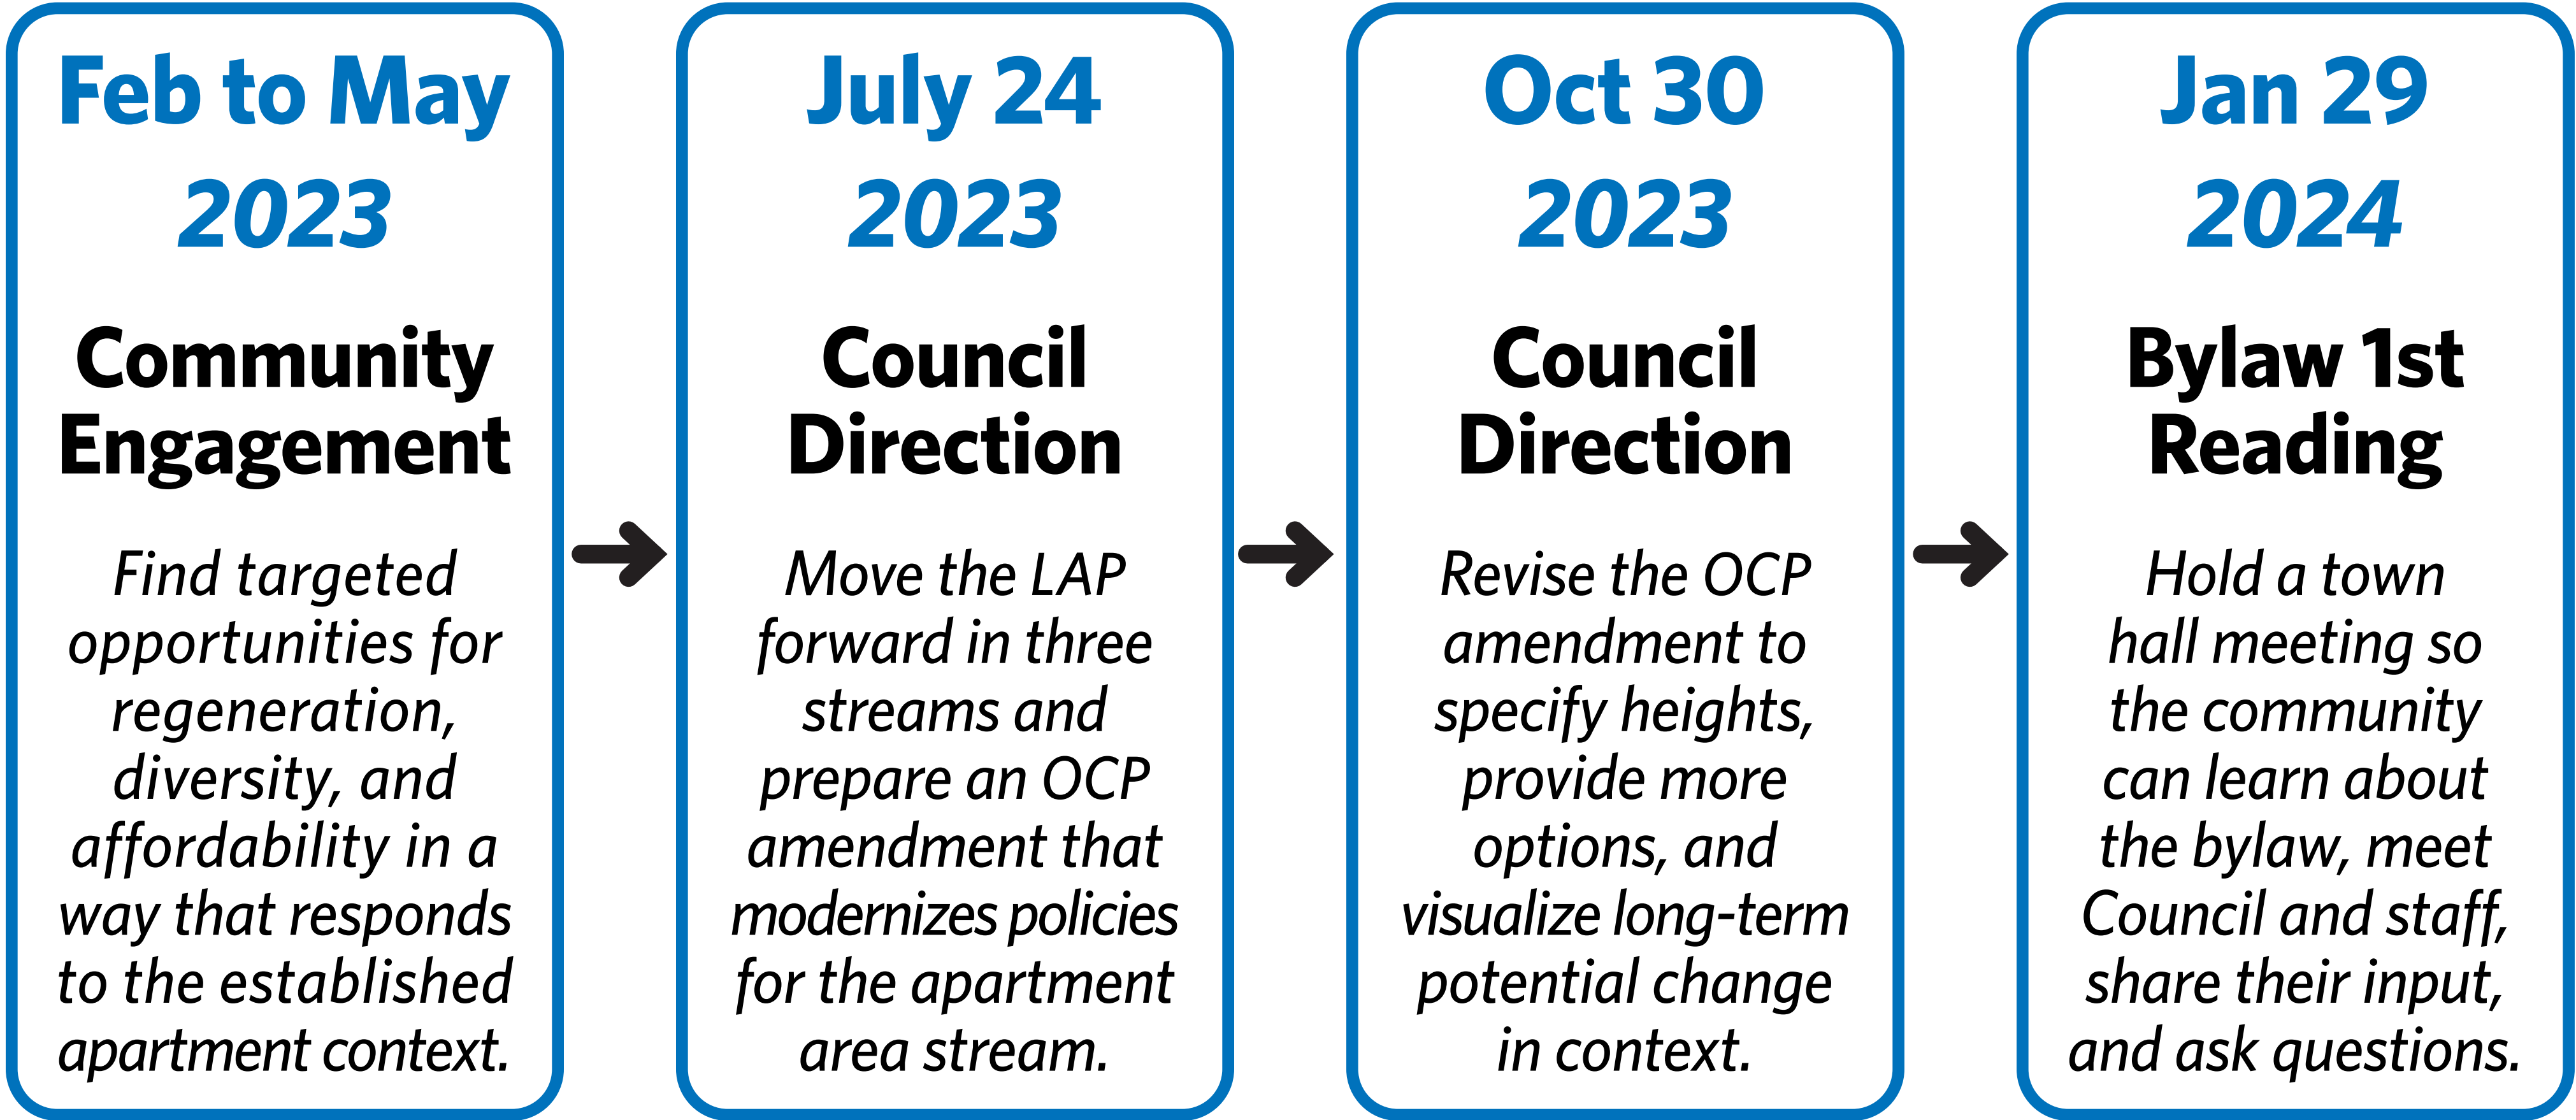 Feb to May
2023
Community
Engagement
Find targeted
opportunities for
regeneration,
diversity, and
affordability in a
way that responds
to the established
apartment context.
July 24
2023
Council
Direction
Move the LAP
forward in three
streams and
prepare an OCP
amendment that
modernizes policies
for the apartment
area stream.
Oct 30
2023
Council
Direction
Revise the OCP
amendment to
specify heights,
provide more
options, and
visualize long-term
potential change
in context.
Jan 29
2024
Bylaw 1st
Reading
Hold a town
hall meeting so
the community
can learn about
the bylaw, meet
Council and staff,
share their input,
and ask questions.